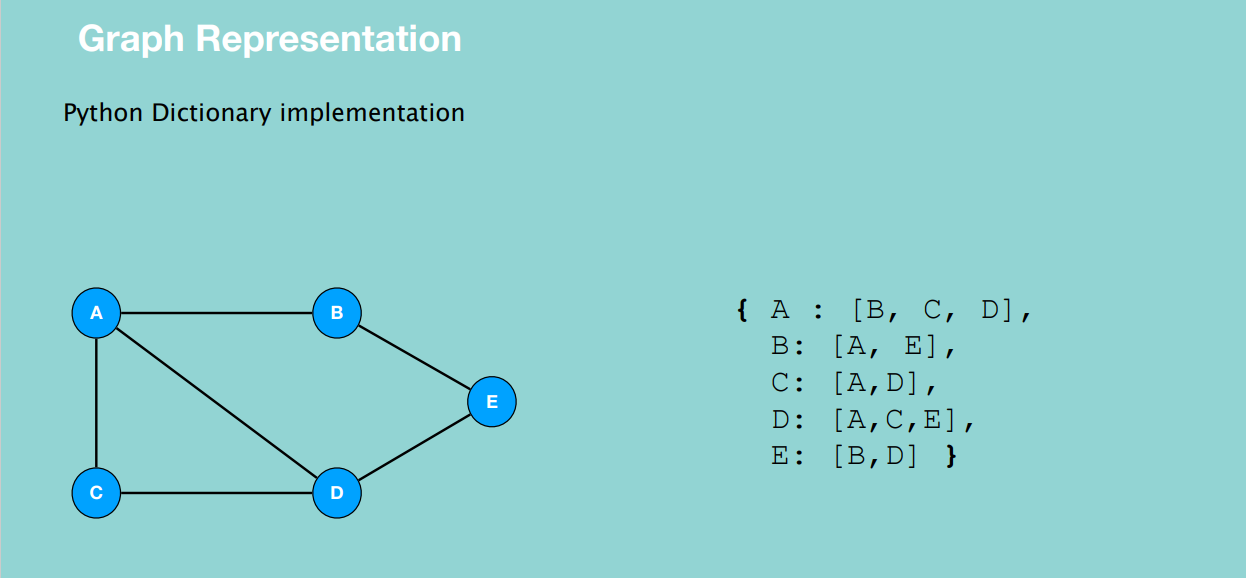 Graph Representation
Python Dictionary implementation
A
B
E
C
D
{ A : [B, C, D],
B: [A, E],
C: [A,D],
D: [A,C,E],
E: [B,D] }